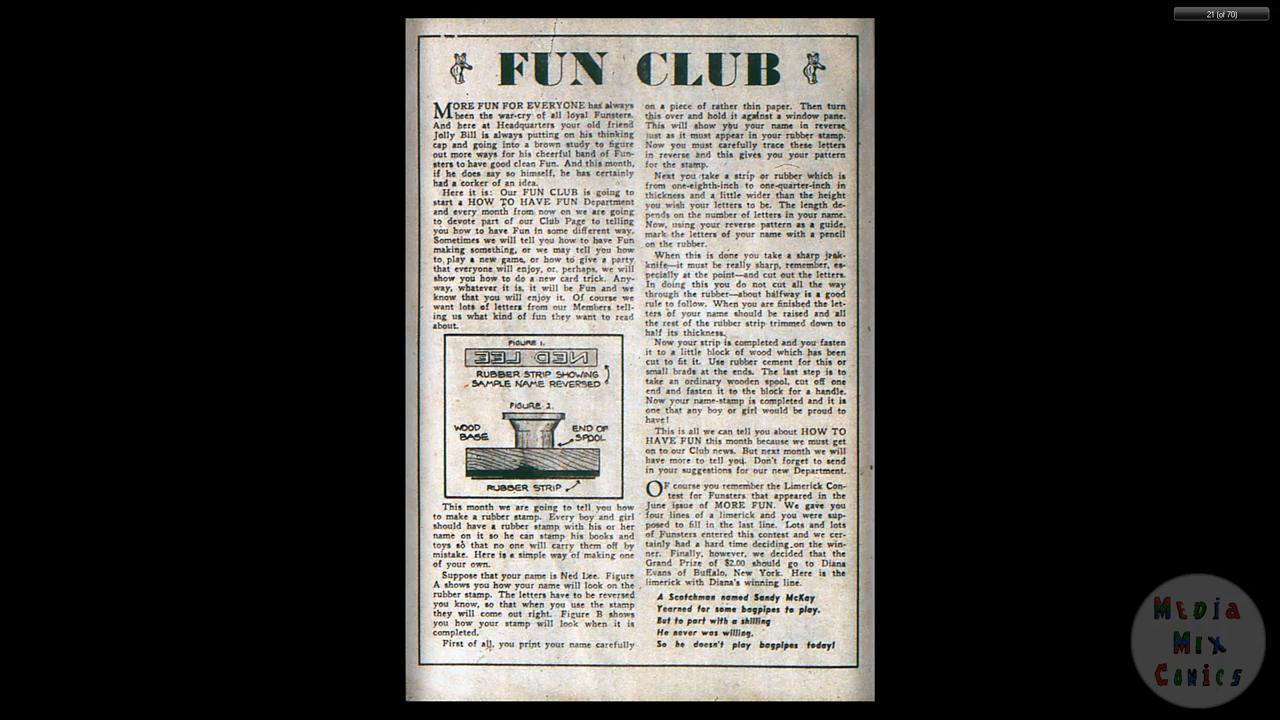 21 (of 70)
FUN CLUB
MORE FUN FOR EVERYONE has always
been the war-cry of all loyal Funsters.
And here at Headquarters your old friend
Jolly Bill is always putting on his thinking
cap and going into a brown study to figure
out more ways for his cheerful band of Fun-
sters to have good clean Fun. And this month,
if he does say so himself, he has certainly
had a corker of an idea.
Here it is: Our FUN CLUB is going to
start a HOW TO HAVE FUN Department
and every month from now on we are going
to devote part of our Club Page to telling
you how to have Fun in some different way.
Sometimes we will tell you how to have Fun
making something, or we may tell you how
to play a new game, or how to give a party
that everyone will enjoy, or, perhaps, we will
show you how to do a new card trick. Any-
way, whatever it is, it will be Fun and we
know that you will enjoy it. Of course we
want lots of letters from our Members tell-
ing us what kind of fun they want to read
about.
FIGURE 1.
NED LEE
RUBBER STRIP SHOWING
SAMPLE NAME REVERSED
FIGURE 2.
WOOD
BASE
END OF
SPOOL
RUBBER STRIP
This month we are going to tell you how
to make a rubber stamp. Every boy and girl
should have a rubber stamp with his or her
name on it so he can stamp his books and
toys so that no one will carry them off by
mistake. Here is a simple way of making one
of your own.
Suppose that your name is Ned Lee. Figure
A shows you how your name will look on the
rubber stamp. The letters have to be reversed
you know, so that when you use the stamp
they will come out right. Figure B shows
you how your stamp will look when it is
completed.
First of all, you print your name carefully
on a piece of rather thin paper. Then turn
this over and hold it against a window pane.
This will show you your name in reverse
just as it must appear in your rubber stamp.
Now you must carefully trace these letters
in reverse and this gives you your pattern
for the stamp.
Next you take a strip or rubber which is
from one-eighth-inch to one-quarter-inch in
thickness and a little wider than the height
you wish your letters to be. The length de-
pends on the number of letters in your name.
Now, using your reverse pattern as a guide,
mark the letters of your name with a pencil
on the rubber.
When this is done you take a sharp jack-
knife—it must be really sharp, remember, es-
pecially at the point—and cut out the letters.
In doing this you do not cut all the way
through the rubber—about halfway is a good
rule to follow. When you are finished the let-
ters of your name should be raised and all
the rest of the rubber strip trimmed down to
half its thickness.
Now your strip is completed and you fasten
it to a little block of wood which has been
cut to fit it. Use rubber cement for this or
small brads at the ends. The last step is to
take an ordinary wooden spool, cut off one
end and fasten it to the block for a handle.
Now your name-stamp is completed and it is
one that any boy or girl would be proud to
have!
This is all we can tell you about HOW TO
HAVE FUN this month because we must get
on to our Club news. But next month we will
have more to tell you. Don't forget to send
in your suggestions for our new Department.
OF course you remember the Limerick Con-
test for Funsters that appeared in the
June issue of MORE FUN. We gave you
four lines of a limerick and you were sup-
posed to fill in the last line. Lots and lots
of Funsters entered this contest and we cer-
tainly had a hard time deciding on the win-
ner. Finally, however, we decided that the
Grand Prize of $2.00 should go to Diana
Evans of Buffalo, New York. Here is the
limerick with Diana's winning line.
A Scotchman named Sandy McKay
Yearned for some bagpipes to play.
But to part with a shilling
He never was willing,
So he doesn't play bagpipes today!
MEDIA
MIX
COMICS